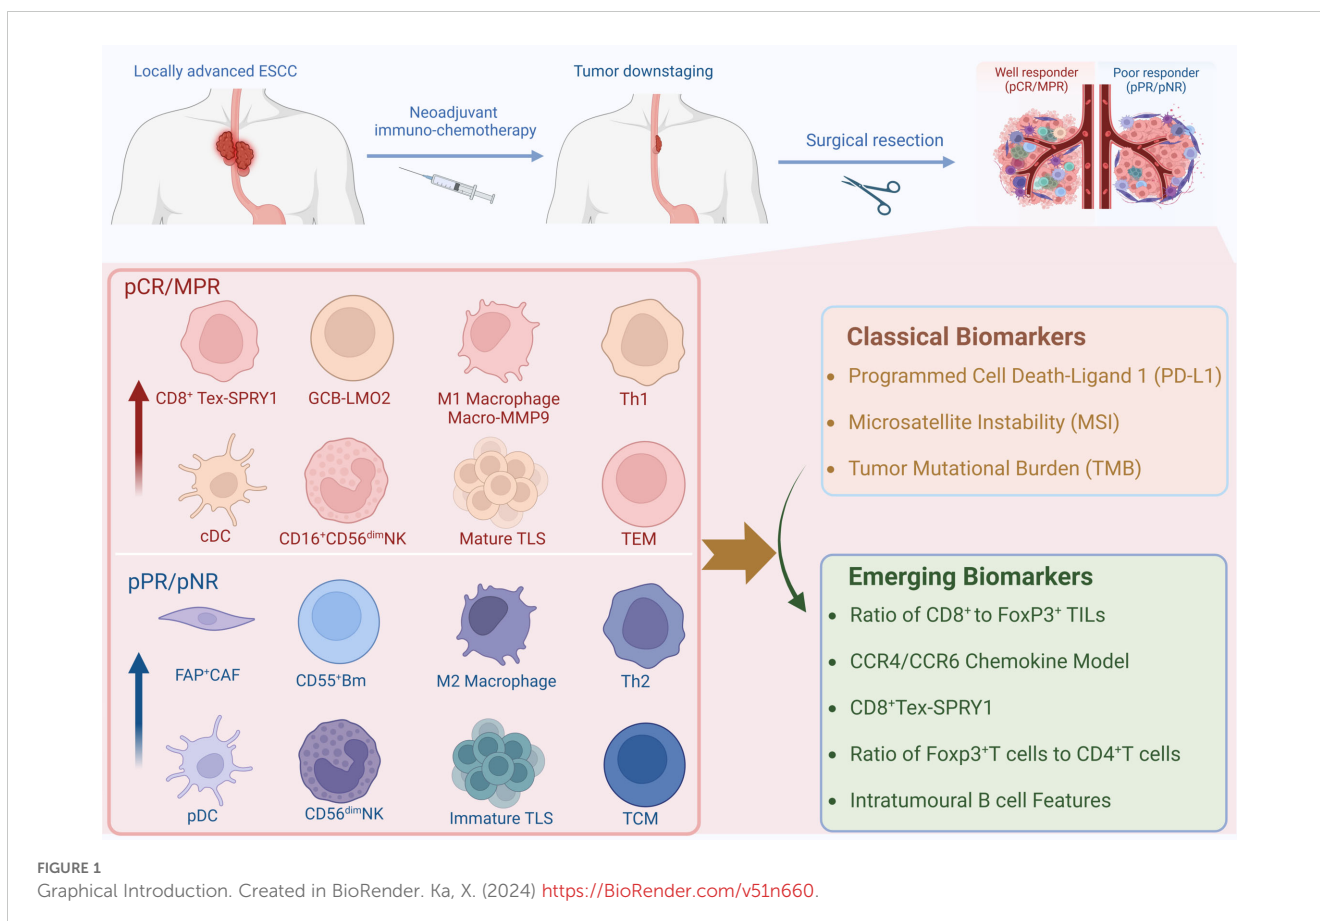 Locally advanced ESCC
Neoadjuvant
immuno-chemotherapy
Tumor downstaging
Surgical resection
Well responder
(pCR/MPR)
Poor responder
(pPR/pNR)
pCR/MPR
CD8⁺ Tex-SPRY1
GCB-LMO2
M1 Macrophage
Macro-MMP9
Th1
cDC
CD16⁺CD56ᵈⁱᵐNK
Mature TLS
TEM
pPR/pNR
FAP⁺CAF
CD55⁺Bm
M2 Macrophage
Th2
pDC
CD56ᵈⁱᵐNK
Immature TLS
TCM
Classical Biomarkers
• Programmed Cell Death-Ligand 1 (PD-L1)
• Microsatellite Instability (MSI)
• Tumor Mutational Burden (TMB)
Emerging Biomarkers
• Ratio of CD8⁺ to FoxP3⁺ TILs
• CCR4/CCR6 Chemokine Model
• CD8⁺Tex-SPRY1
• Ratio of Foxp3⁺T cells to CD4⁺T cells
• Intratumoural B cell Features
FIGURE 1
Graphical Introduction. Created in BioRender. Ka, X. (2024) https://BioRender.com/v51n660.